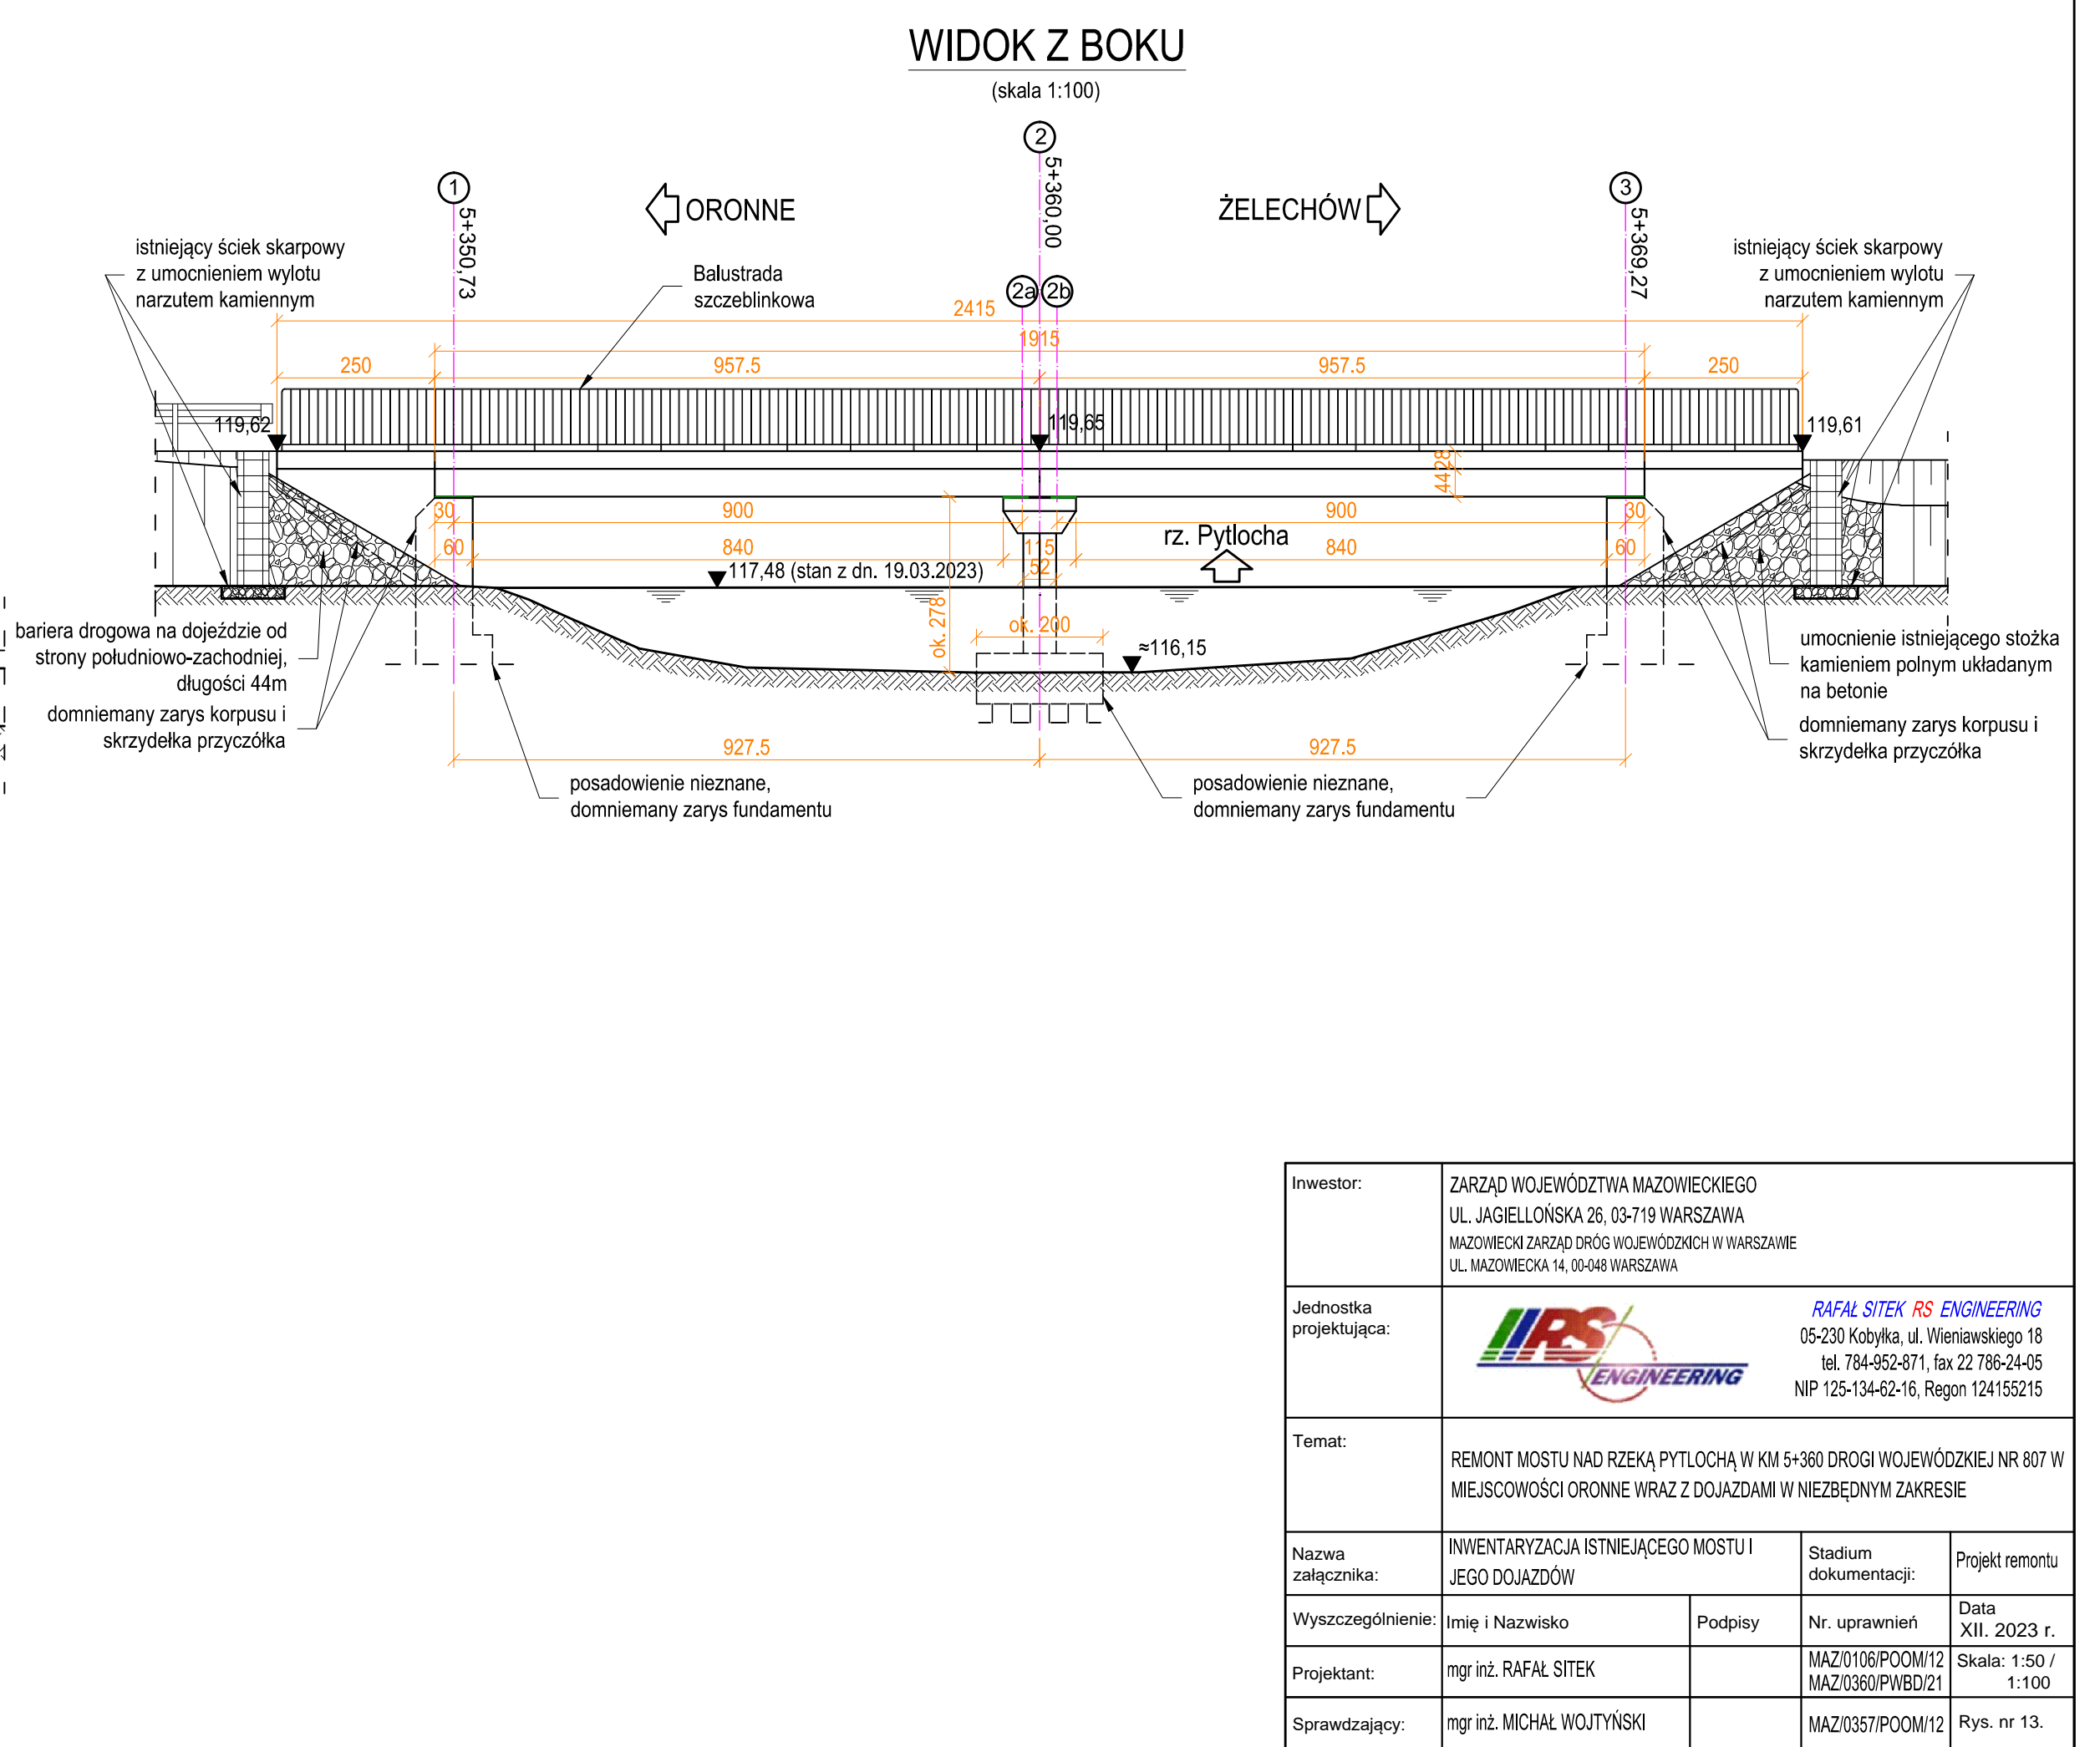 WIDOK Z BOKU
(skala 1:100)
2
1
3
5+350,73
5+360,00
5+369,27
ORONNE
ŻELECHÓW
istniejący ściek skarpowy
z umocnieniem wylotu
narzutem kamiennym
Balustrada
szczeblinkowa
2a
2b
istniejący ściek skarpowy
z umocnieniem wylotu
narzutem kamiennym
2415
1915
250
957.5
957.5
250
119,62
119,65
119,61
28
44
30
900
900
30
60
840
115
840
60
rz. Pytlocha
52
117,48 (stan z dn. 19.03.2023)
ok. 278
ok. 200
≈116,15
bariera drogowa na dojeździe od
strony południowo-zachodniej,
długości 44m
domniemany zarys korpusu i
skrzydełka przyczółka
umocnienie istniejącego stożka
kamieniem polnym układanym
na betonie
domniemany zarys korpusu i
skrzydełka przyczółka
927.5
927.5
posadowienie nieznane,
domniemany zarys fundamentu
posadowienie nieznane,
domniemany zarys fundamentu
Inwestor:
ZARZĄD WOJEWÓDZTWA MAZOWIECKIEGO
UL. JAGIELLOŃSKA 26, 03-719 WARSZAWA
MAZOWIECKI ZARZĄD DRÓG WOJEWÓDZKICH W WARSZAWIE
UL. MAZOWIECKA 14, 00-048 WARSZAWA
Jednostka
projektująca:
RS
ENGINEERING
RAFAŁ SITEK RS ENGINEERING
05-230 Kobyłka, ul. Wieniawskiego 18
tel. 784-952-871, fax 22 786-24-05
NIP 125-134-62-16, Regon 124155215
Temat:
REMONT MOSTU NAD RZEKĄ PYTLOCHĄ W KM 5+360 DROGI WOJEWÓDZKIEJ NR 807 W
MIEJSCOWOŚCI ORONNE WRAZ Z DOJAZDAMI W NIEZBĘDNYM ZAKRESIE
Nazwa
załącznika:
INWENTARYZACJA ISTNIEJĄCEGO MOSTU I
JEGO DOJAZDÓW
Stadium
dokumentacji:
Projekt remontu
Wyszczególnienie:
Imię i Nazwisko
Podpisy
Nr. uprawnień
Data
XII. 2023 r.
Projektant:
mgr inż. RAFAŁ SITEK
MAZ/0106/POOM/12
MAZ/0360/PWBD/21
Skala: 1:50 /
1:100
Sprawdzający:
mgr inż. MICHAŁ WOJTYŃSKI
MAZ/0357/POOM/12
Rys. nr 13.